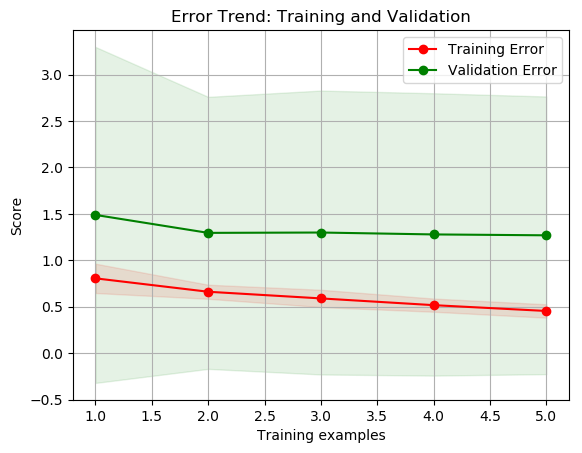 Error Trend: Training and Validation
Training Error
Validation Error
Score
3.0
2.5
2.0
1.5
1.0
0.5
0.0
−0.5
1.0 1.5 2.0 2.5 3.0 3.5 4.0 4.5 5.0
Training examples